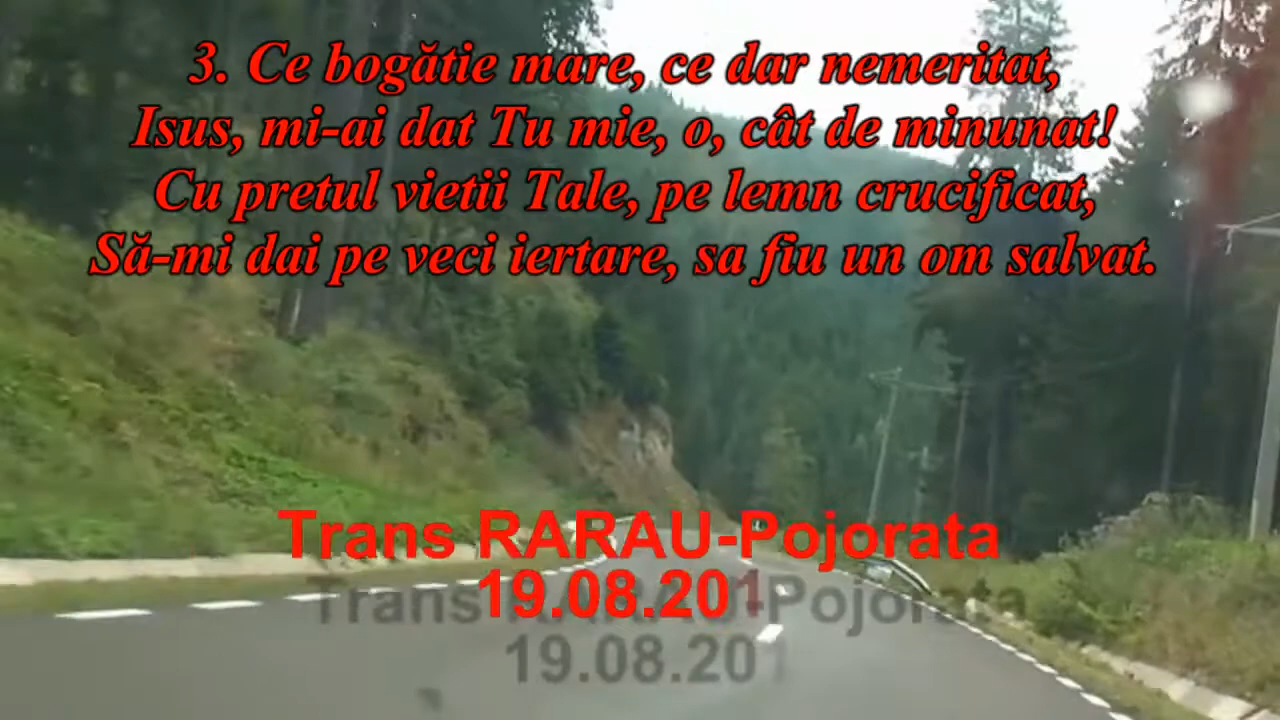 3. Ce bogătie mare, ce dar nemeritat,
Isus, mi-ai dat Tu mie, o, cât de minunat!
Cu pretul vietii Tale, pe lemn crucificat,
Să-mi dai pe veci iertare, sa fiu un om salvat.
Trans RARAU-Pojorata
19.08.201